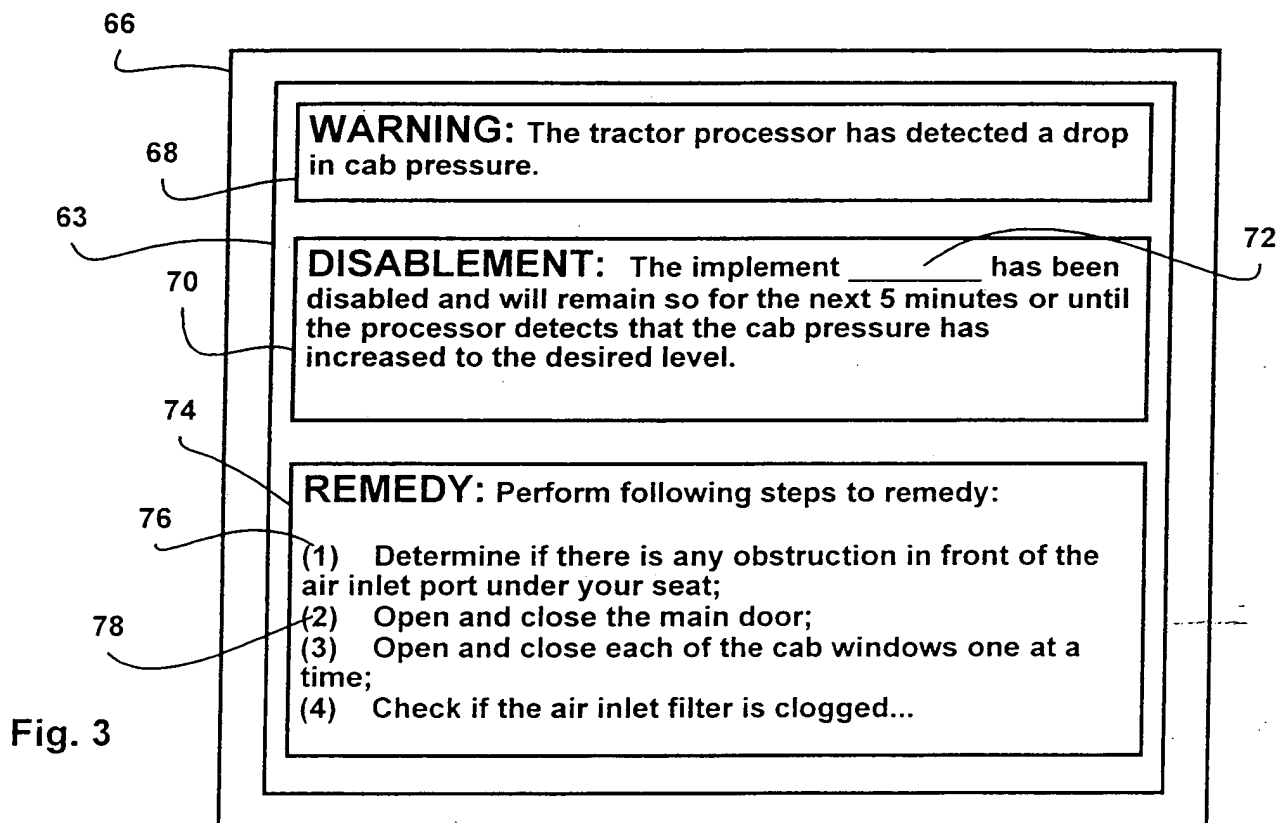 66
WARNING: The tractor processor has detected a drop
in cab pressure.
68
63
DISABLEMENT: The implement ________ has been
disabled and will remain so for the next 5 minutes or until
the processor detects that the cab pressure has
increased to the desired level.
72
70
74
REMEDY: Perform following steps to remedy:
76
(1) Determine if there is any obstruction in front of the
air inlet port under your seat;
(2) Open and close the main door;
78
(3) Open and close each of the cab windows one at a
time;
(4) Check if the air inlet filter is clogged...
Fig. 3